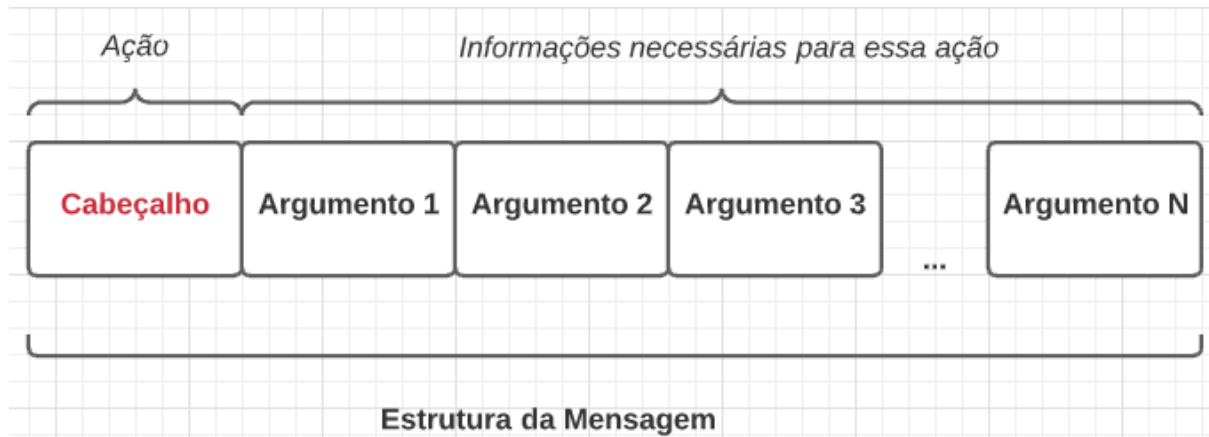 Ação
Informações necessárias para essa ação
Cabeçalho
Argumento 1
Argumento 2
Argumento 3
...
Argumento N
Estrutura da Mensagem